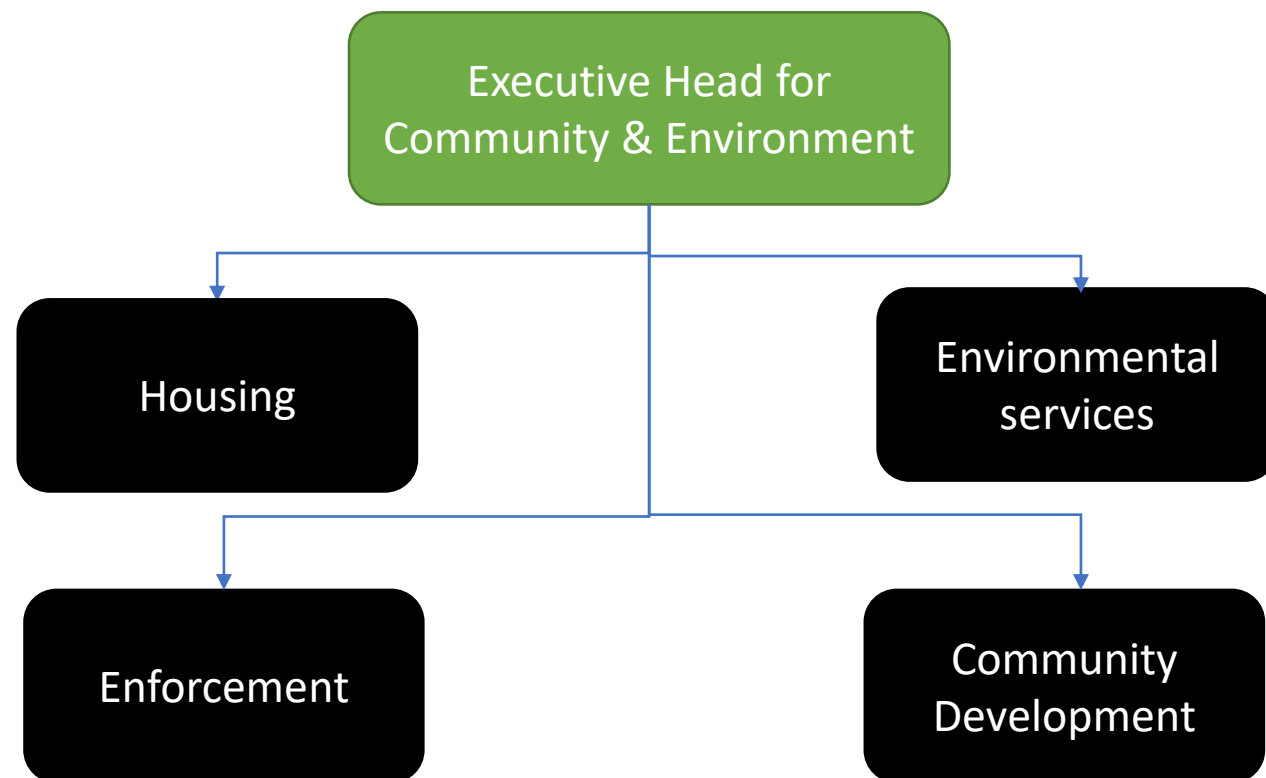 Executive Head for
Community & Environment
Housing
Environmental
services
Enforcement
Community
Development